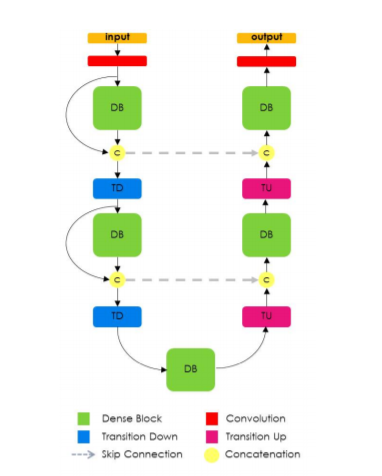 input
output
DB
DB
C
C
TD
TU
DB
DB
C
C
TD
TU
DB
Dense Block
Convolution
Transition Down
Transition Up
Skip Connection
Concatenation